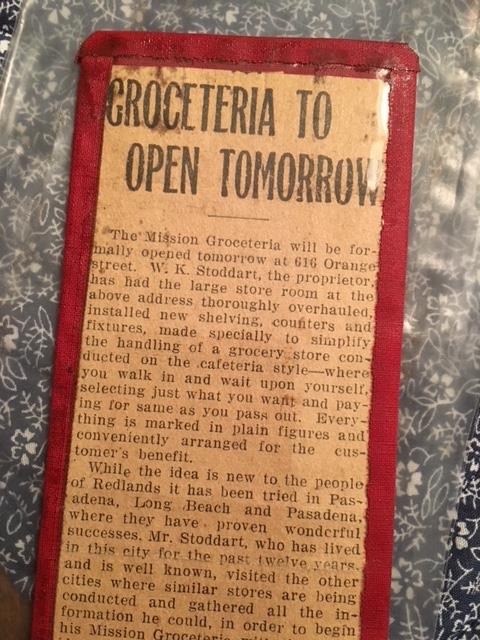 GROCETERIA TO
OPEN TOMORROW
The Mission Groceteria will be for-
mally opened tomorrow at 616 Orange
street. W. K. Stoddart, the proprietor,
has had the large store room at the
above address thoroughly overhauled,
installed new shelving, counters and
fixtures, made specially to simplify
the handling of a grocery store con-
ducted on the cafeteria style—where
you walk in and wait upon yourself,
selecting just what you want and pay-
ing for same as you pass out. Every-
thing is marked in plain figures and
conveniently arranged for the cus-
tomer's benefit.
While the idea is new to the people
of Redlands it has been tried in Pas-
adena, Long Beach and Pasadena,
where they have proven wonderful
successes. Mr. Stoddart, who has lived
in this city for the past twelve years,
and is well known, visited the other
cities where similar stores are being
conducted and gathered all the in-
formation he could, in order to begin
his Mission Groceteria